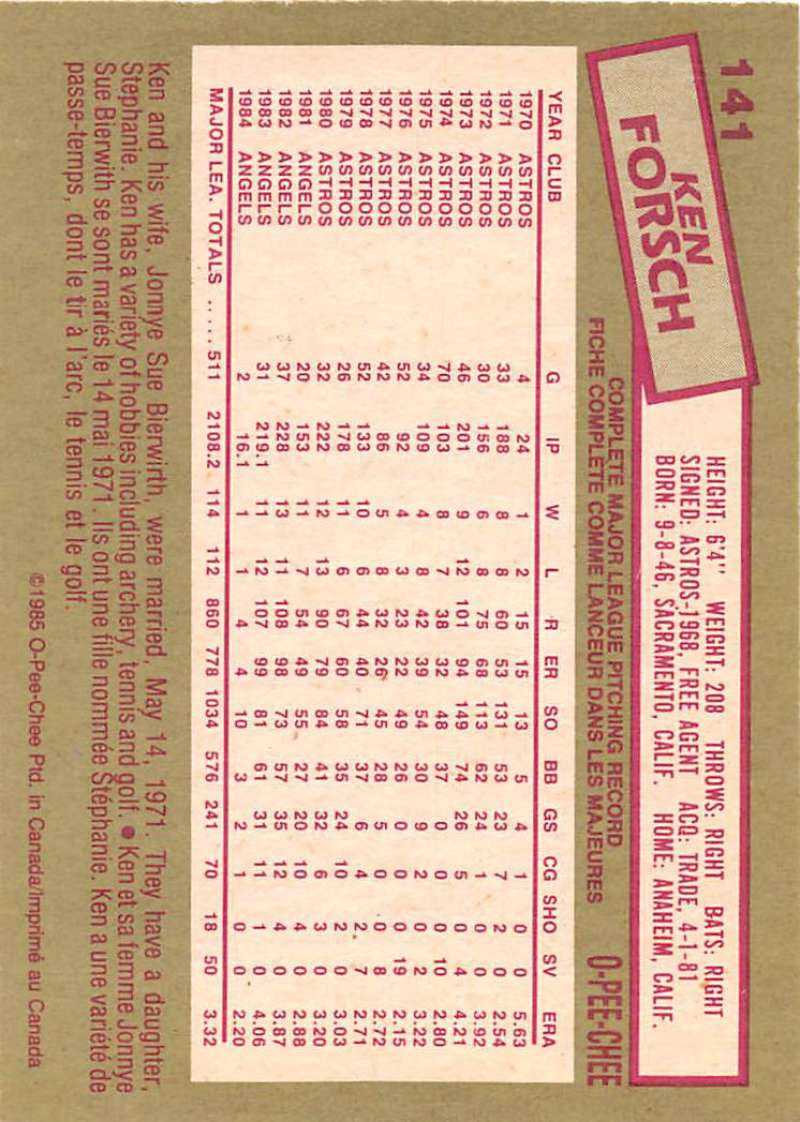 141
KEN
FORSCH
HEIGHT: 6'4" WEIGHT: 208 THROWS: RIGHT BATS: RIGHT
SIGNED: ASTROS-1968, FREE AGENT ACQ: TRADE, 4-1-81
BORN: 9-8-46, SACRAMENTO, CALIF. HOME: ANAHEIM, CALIF.
COMPLETE MAJOR LEAGUE PITCHING RECORD
FICHE COMPLETE COMME LANCEUR DANS LES MAJEURES O-PEE-CHEE
YEAR CLUB G IP W L R ER SO BB GS CG SHO SV ERA
1970 ASTROS 4 24 1 2 15 15 13 5 4 1 0 0 5.63
1971 ASTROS 33 188 8 8 60 53 131 53 23 7 2 0 2.54
1972 ASTROS 30 156 6 8 75 68 113 62 24 1 0 0 3.92
1973 ASTROS 46 201 9 12 101 94 149 74 26 5 0 4 4.21
1974 ASTROS 70 103 8 7 38 32 48 37 0 0 0 10 2.80
1975 ASTROS 34 109 4 8 42 39 54 30 9 2 0 2 3.22
1976 ASTROS 52 92 4 3 23 22 49 26 0 0 0 19 2.15
1977 ASTROS 42 86 5 8 32 26 45 28 5 0 0 8 2.72
1978 ASTROS 52 133 10 6 44 40 71 37 6 4 2 7 2.71
1979 ASTROS 26 178 11 6 67 60 58 35 24 10 2 0 3.03
1980 ASTROS 32 222 12 13 90 79 84 41 32 6 3 0 3.20
1981 ANGELS 20 153 11 7 54 49 55 27 20 10 4 0 2.88
1982 ANGELS 37 228 13 11 108 98 73 57 35 12 4 0 3.87
1983 ANGELS 31 219.1 11 12 107 99 81 61 31 11 1 0 4.06
1984 ANGELS 2 16.1 1 1 4 4 10 3 2 1 0 0 2.20
MAJOR LEA. TOTALS ..... 511 2108.2 114 112 860 778 1034 576 241 70 18 50 3.32
Ken and his wife, Jonnye Sue Bierwirth, were married, May 14, 1971. They have a daughter,
Stephanie. Ken has a variety of hobbies including archery, tennis and golf. ● Ken et sa femme Jonnye
Sue Bierwith se sont mariés le 14 mai 1971. Ils ont une fille nommée Stéphanie. Ken a une variété de
passe-temps, dont le tir à l'arc, le tennis et le golf.
©1985 O-Pee-Chee Ptd. in Canada/Imprimé au Canada